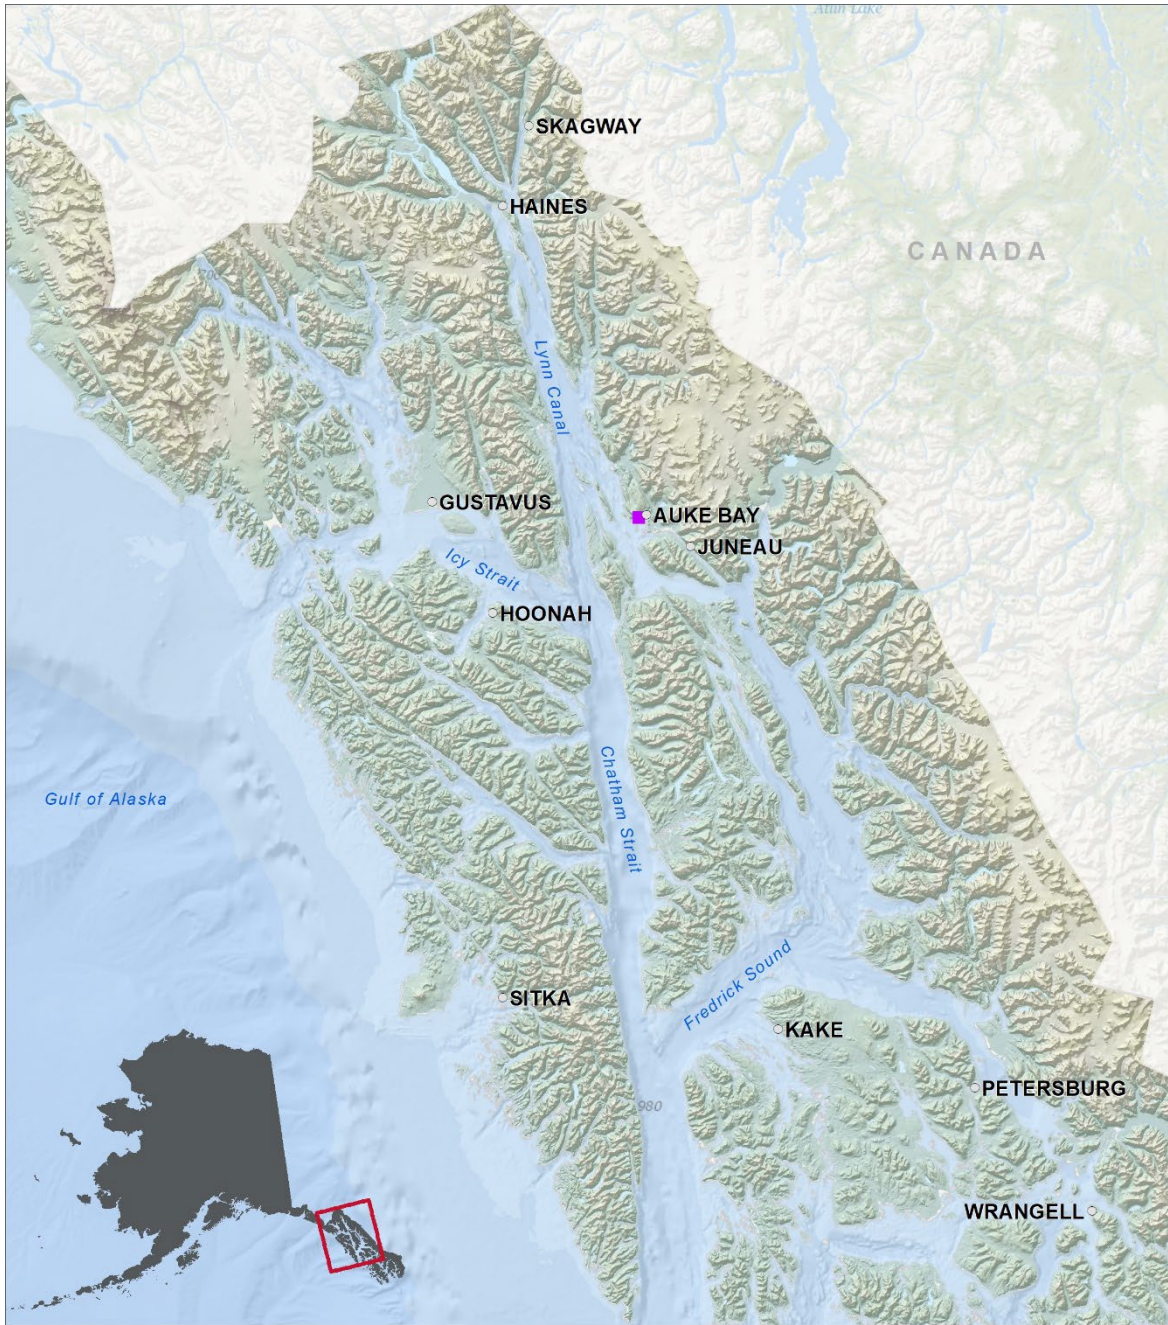 Atlin Lake
SKAGWAY
HAINES
CANADA
Lynn Canal
GUSTAVUS
AUKE BAY
JUNEAU
Icy Strait
HOONAH
Chatham Strait
Gulf of Alaska
Fredrick Sound
SITKA
KAKE
PETERSBURG
980
WRANGELL